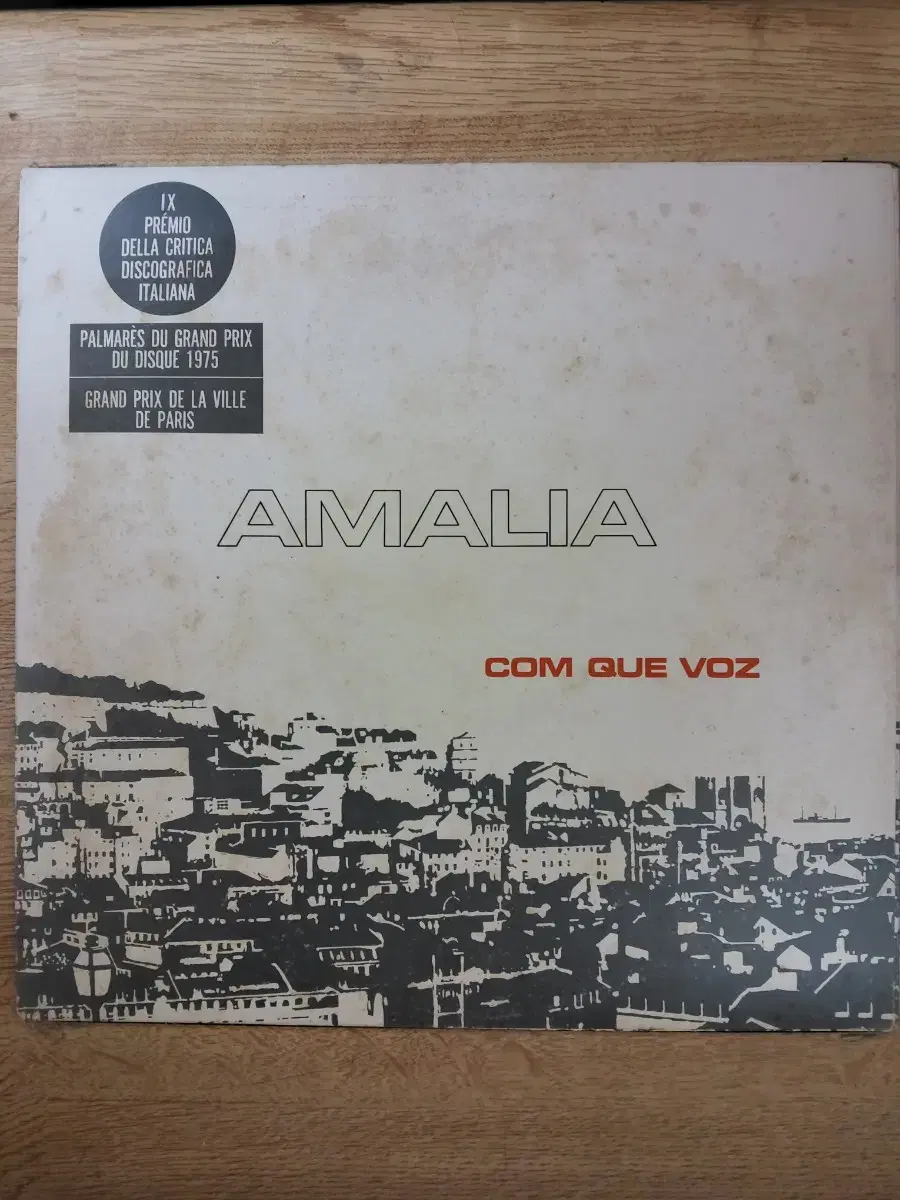 IX
PRÉMIO
DELLA CRITICA
DISCOGRAFICA
ITALIANA
PALMARÈS DU GRAND PRIX
DU DISQUE 1975
GRAND PRIX DE LA VILLE
DE PARIS
AMALIA
COM QUE VOZ